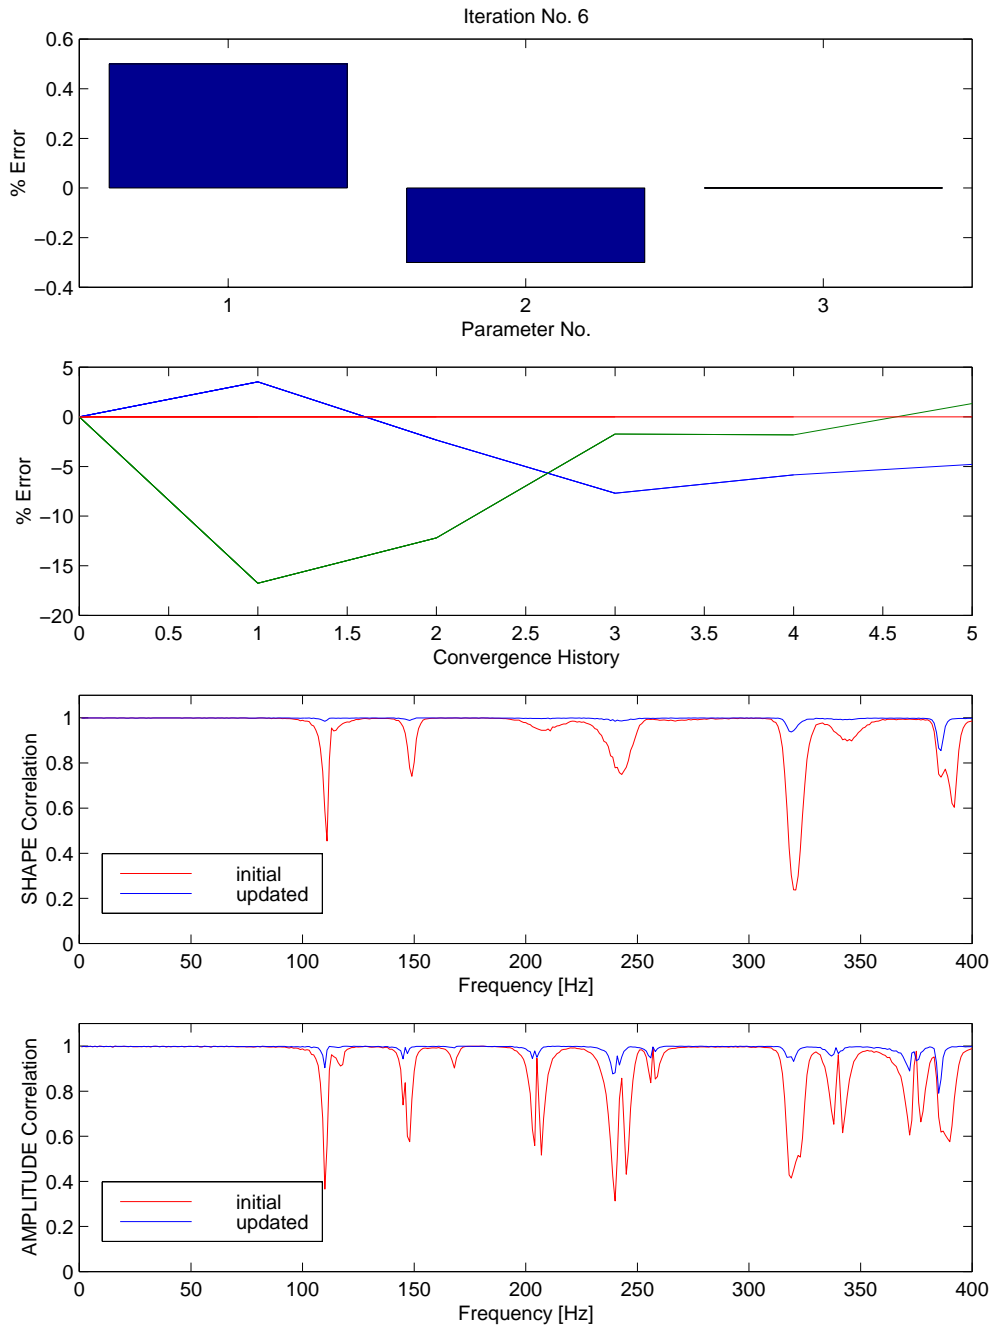 Iteration No. 6
0.6
0.4
0.2
0
−0.2
−0.4
% Error
1 2 3
Parameter No.
5
0
−5
−10
−15
−20
% Error
0 0.5 1 1.5 2 2.5 3 3.5 4 4.5 5
Convergence History
1
0.8
0.6
0.4
0.2
0
SHAPE Correlation
initial
updated
0 50 100 150 200 250 300 350 400
Frequency [Hz]
1
0.8
0.6
0.4
0.2
0
AMPLITUDE Correlation
initial
updated
0 50 100 150 200 250 300 350 400
Frequency [Hz]